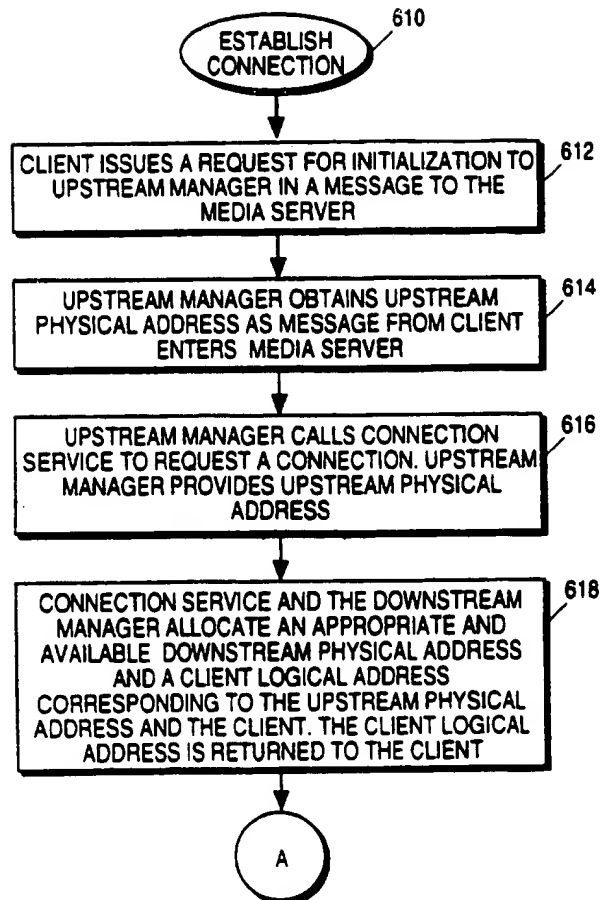 ESTABLISH
CONNECTION
610
CLIENT ISSUES A REQUEST FOR INITIALIZATION TO
UPSTREAM MANAGER IN A MESSAGE TO THE
MEDIA SERVER
612
UPSTREAM MANAGER OBTAINS UPSTREAM
PHYSICAL ADDRESS AS MESSAGE FROM CLIENT
ENTERS MEDIA SERVER
614
UPSTREAM MANAGER CALLS CONNECTION
SERVICE TO REQUEST A CONNECTION. UPSTREAM
MANAGER PROVIDES UPSTREAM PHYSICAL
ADDRESS
616
CONNECTION SERVICE AND THE DOWNSTREAM
MANAGER ALLOCATE AN APPROPRIATE AND
AVAILABLE DOWNSTREAM PHYSICAL ADDRESS
AND A CLIENT LOGICAL ADDRESS
CORRESPONDING TO THE UPSTREAM PHYSICAL
ADDRESS AND THE CLIENT. THE CLIENT LOGICAL
ADDRESS IS RETURNED TO THE CLIENT
618
A